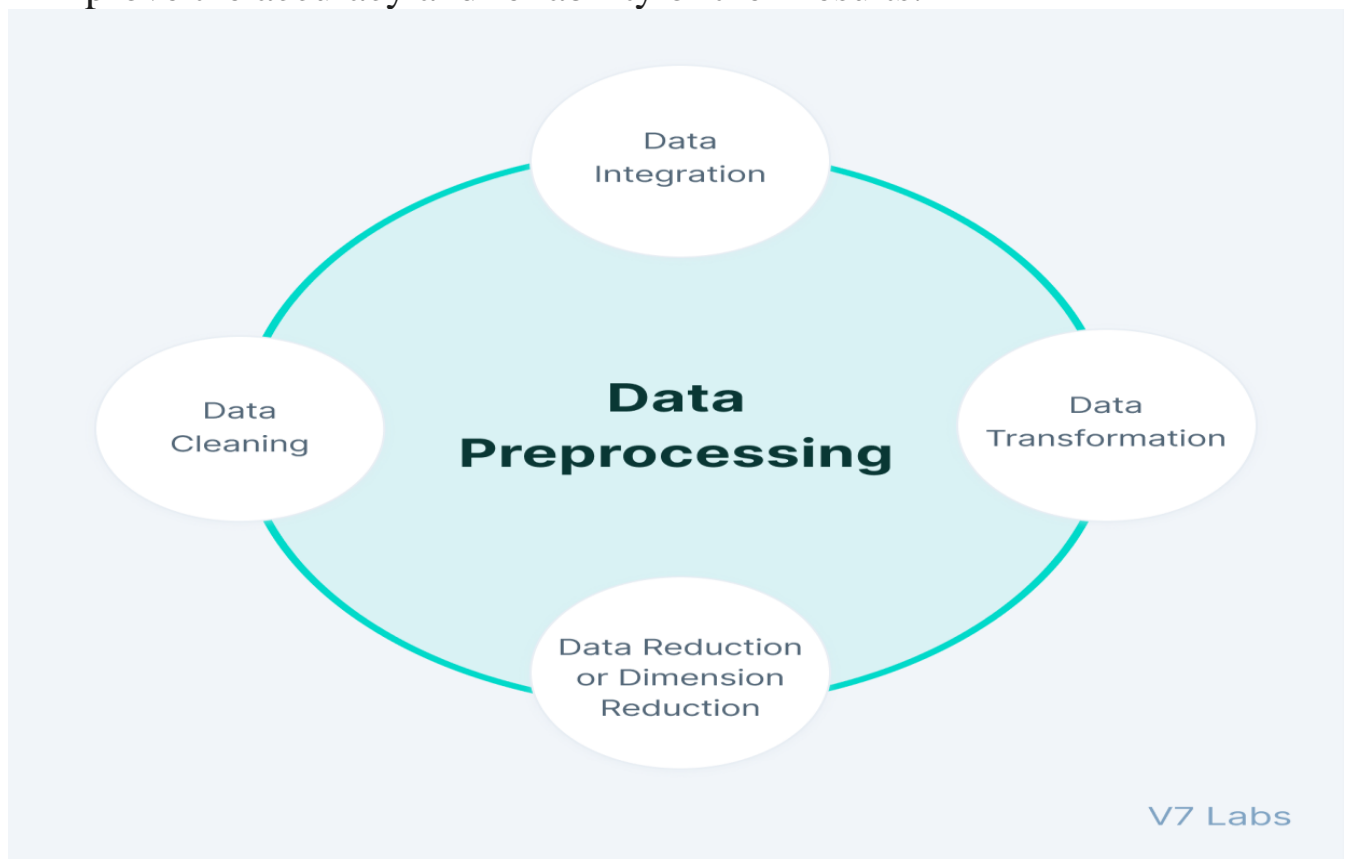 Data
Integration
Data
Cleaning
Data
Preprocessing
Data
Transformation
Data Reduction
or Dimension
Reduction
V7 Labs